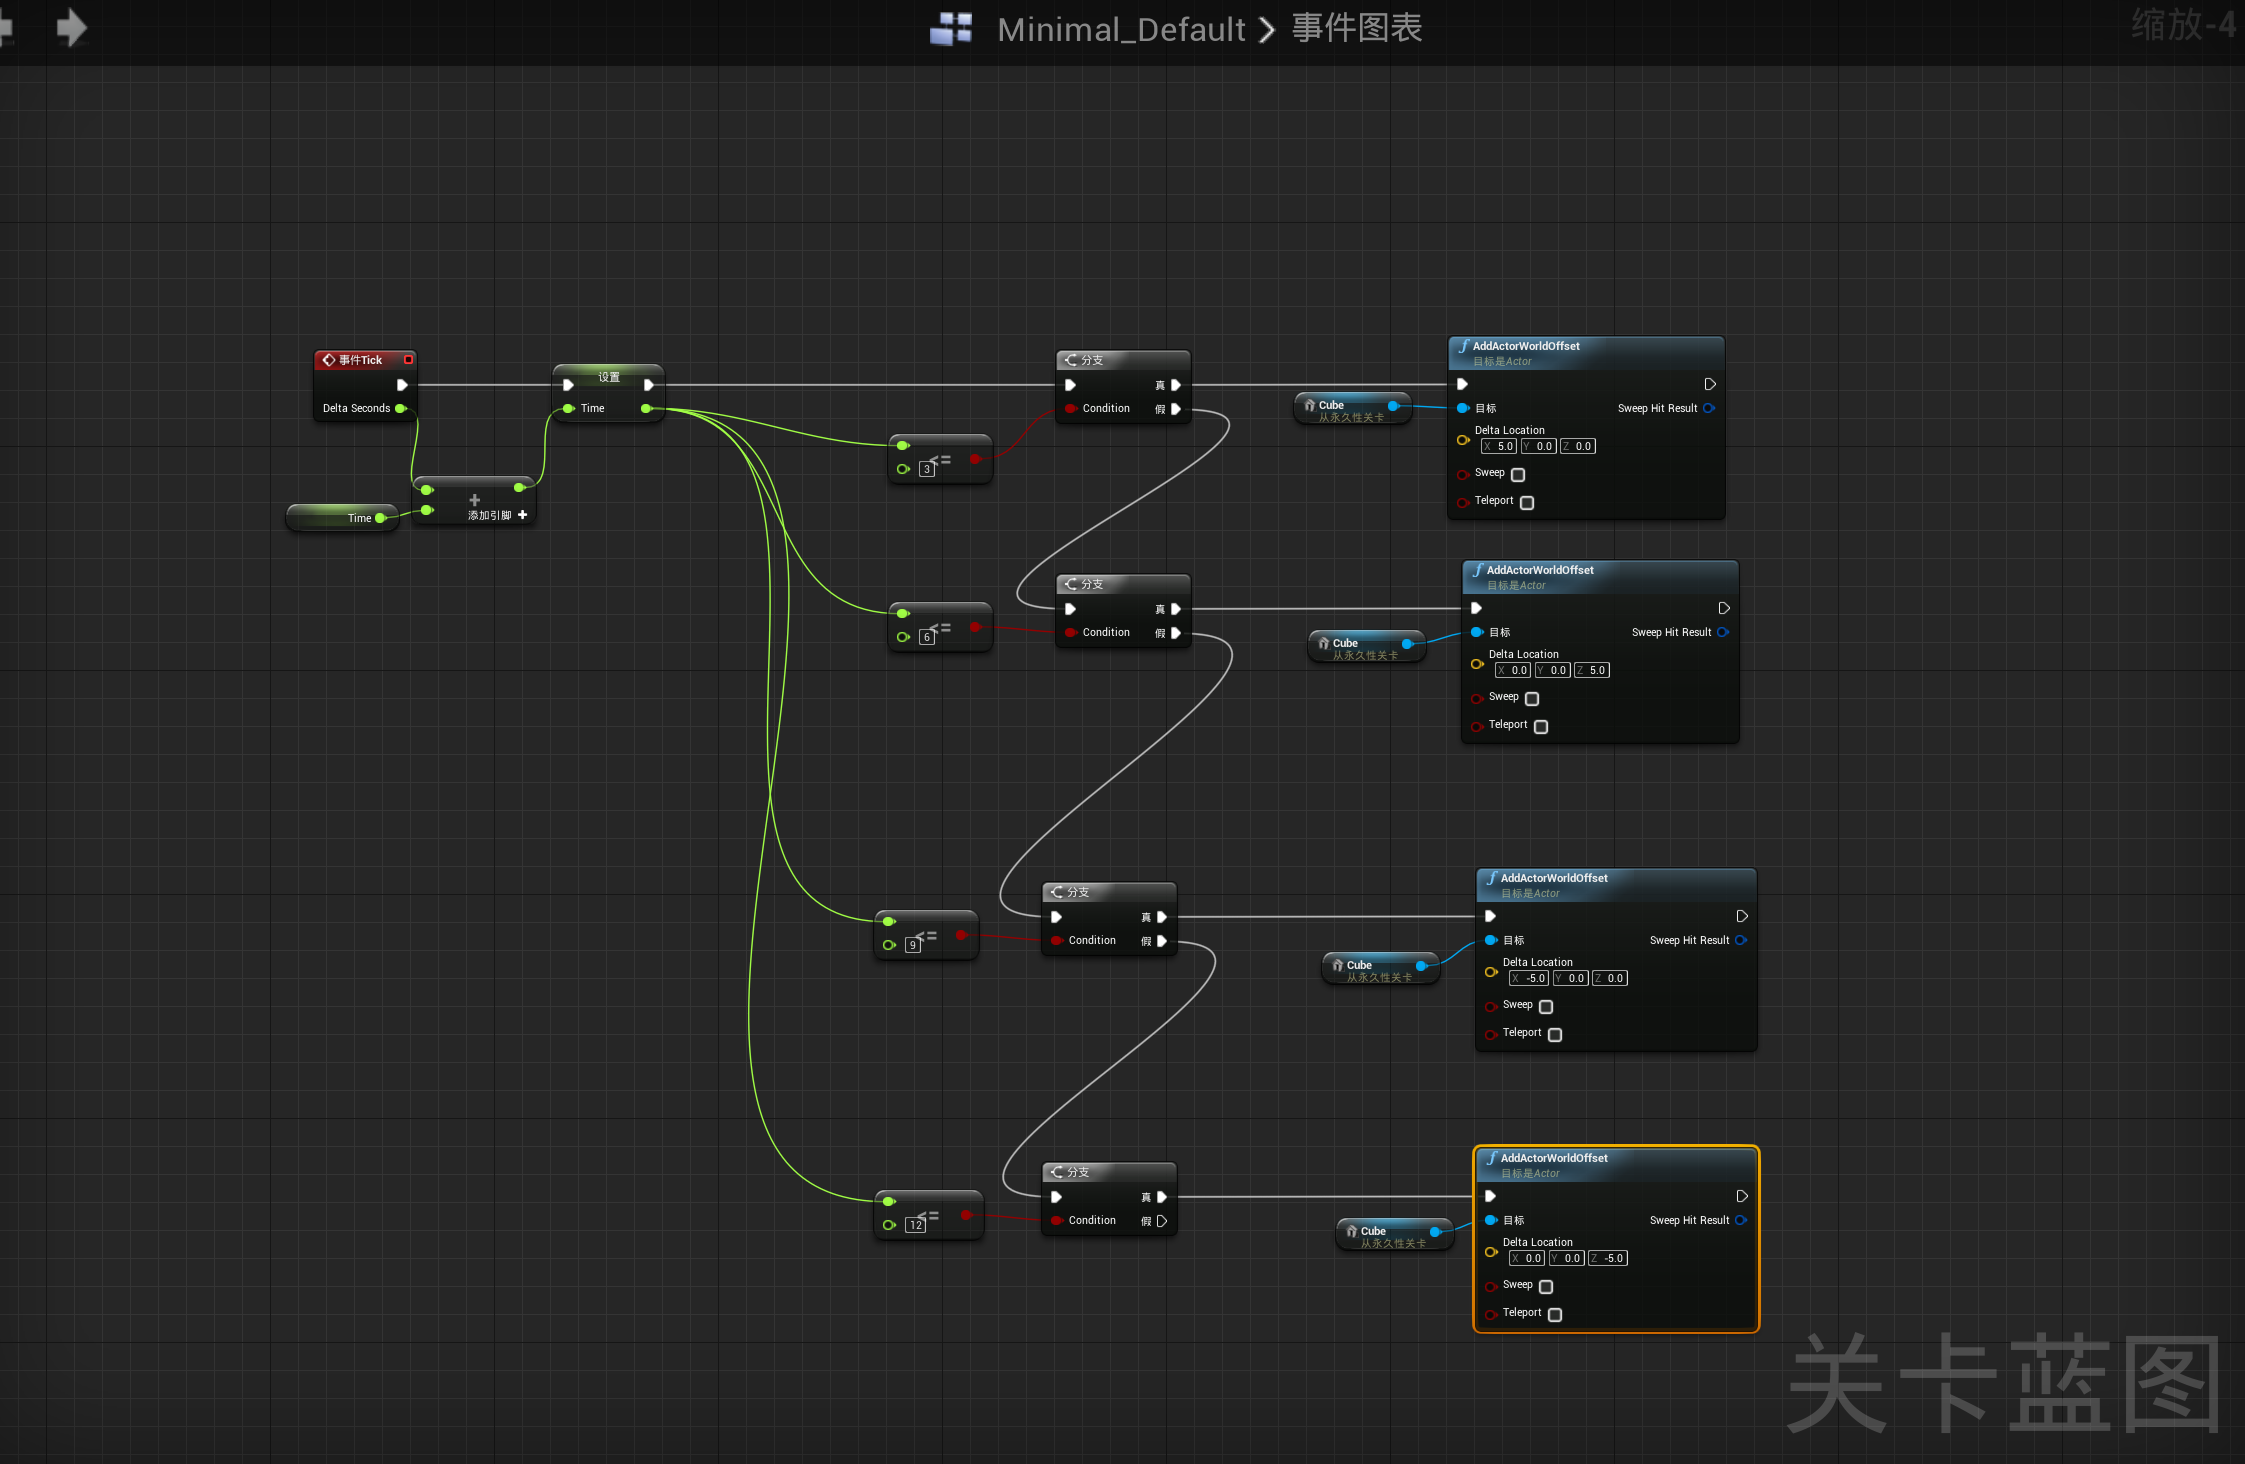 Minimal_Default > 事件图表
缩放-4
事件Tick
Delta Seconds
设置
Time
Time
添加引脚
<=
3
分支
真
Condition
假
Cube
从永久性关卡
AddActorWorldOffset
目标是Actor
目标
Sweep Hit Result
Delta Location
X 5.0 Y 0.0 Z 0.0
Sweep
Teleport
<=
6
分支
真
Condition
假
Cube
从永久性关卡
AddActorWorldOffset
目标是Actor
目标
Sweep Hit Result
Delta Location
X 0.0 Y 0.0 Z 5.0
Sweep
Teleport
<=
9
分支
真
Condition
假
Cube
从永久性关卡
AddActorWorldOffset
目标是Actor
目标
Sweep Hit Result
Delta Location
X -5.0 Y 0.0 Z 0.0
Sweep
Teleport
<=
12
分支
真
Condition
假
Cube
从永久性关卡
AddActorWorldOffset
目标是Actor
目标
Sweep Hit Result
Delta Location
X 0.0 Y 0.0 Z -5.0
Sweep
Teleport
关卡蓝图